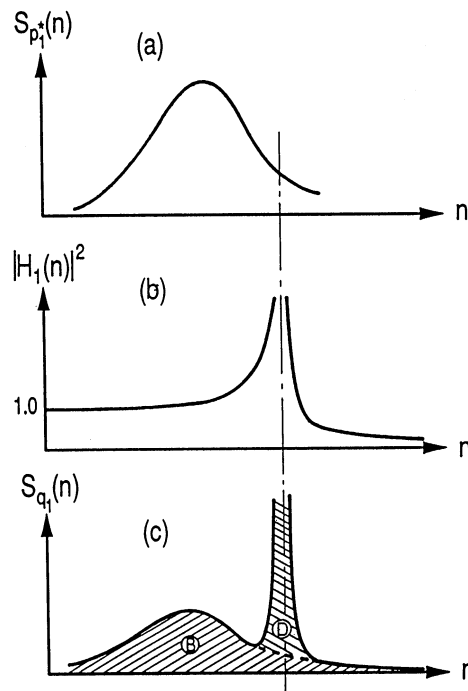 S_{p_1^*}(n)
(a)
n
|H_1(n)|^2
(b)
1.0
n
S_{q_1}(n)
(c)
B
D
n